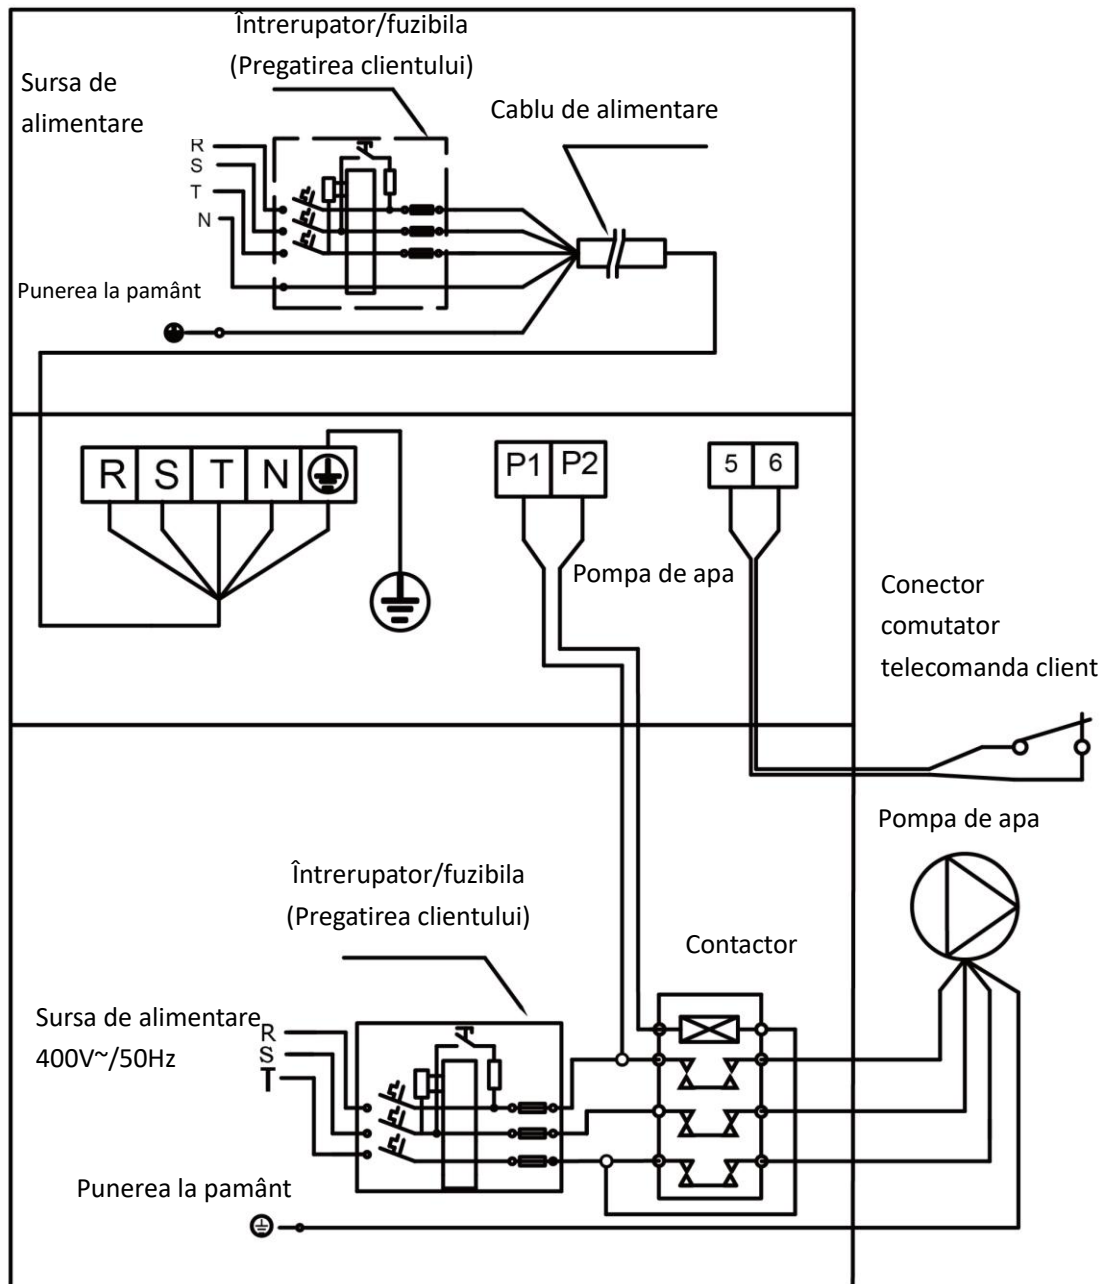 Întrerupator/fuzibila
(Pregatirea clientului)
Sursa de
alimentare
Cablu de alimentare
R
S
T
N
Punerea la pamânt
R S T N
P1 P2
5 6
Pompa de apa
Conector
comutator
telecomanda client
Pompa de apa
Întrerupator/fuzibila
(Pregatirea clientului)
Contactor
Sursa de alimentare
400V~/50Hz
R
S
T
Punerea la pamânt